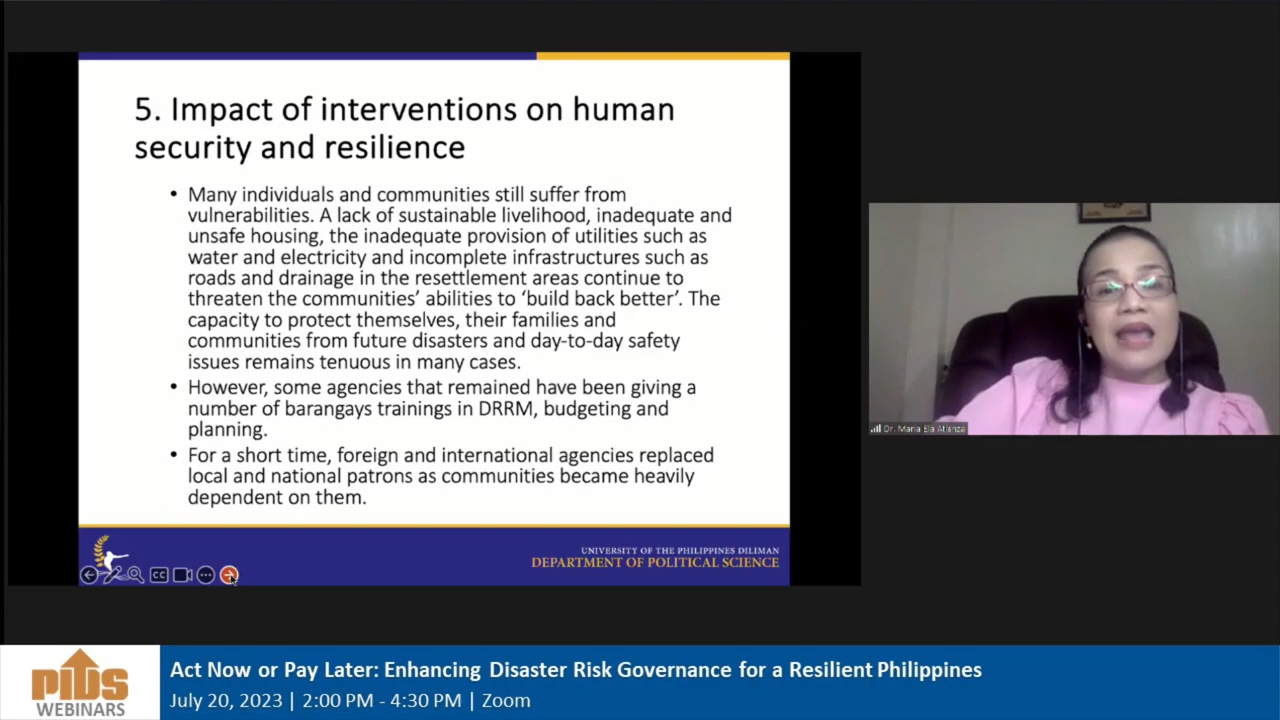 5. Impact of interventions on human
security and resilience
• Many individuals and communities still suffer from
vulnerabilities. A lack of sustainable livelihood, inadequate and
unsafe housing, the inadequate provision of utilities such as
water and electricity and incomplete infrastructures such as
roads and drainage in the resettlement areas continue to
threaten the communities’ abilities to ‘build back better’. The
capacity to protect themselves, their families and
communities from future disasters and day-to-day safety
issues remains tenuous in many cases.
• However, some agencies that remained have been giving a
number of barangays trainings in DRRM, budgeting and
planning.
• For a short time, foreign and international agencies replaced
local and national patrons as communities became heavily
dependent on them.
UNIVERSITY OF THE PHILIPPINES DILIMAN
DEPARTMENT OF POLITICAL SCIENCE
CC
Dr. Maria Ela Atienza
pids
WEBINARS
Act Now or Pay Later: Enhancing Disaster Risk Governance for a Resilient Philippines
July 20, 2023 | 2:00 PM - 4:30 PM | Zoom